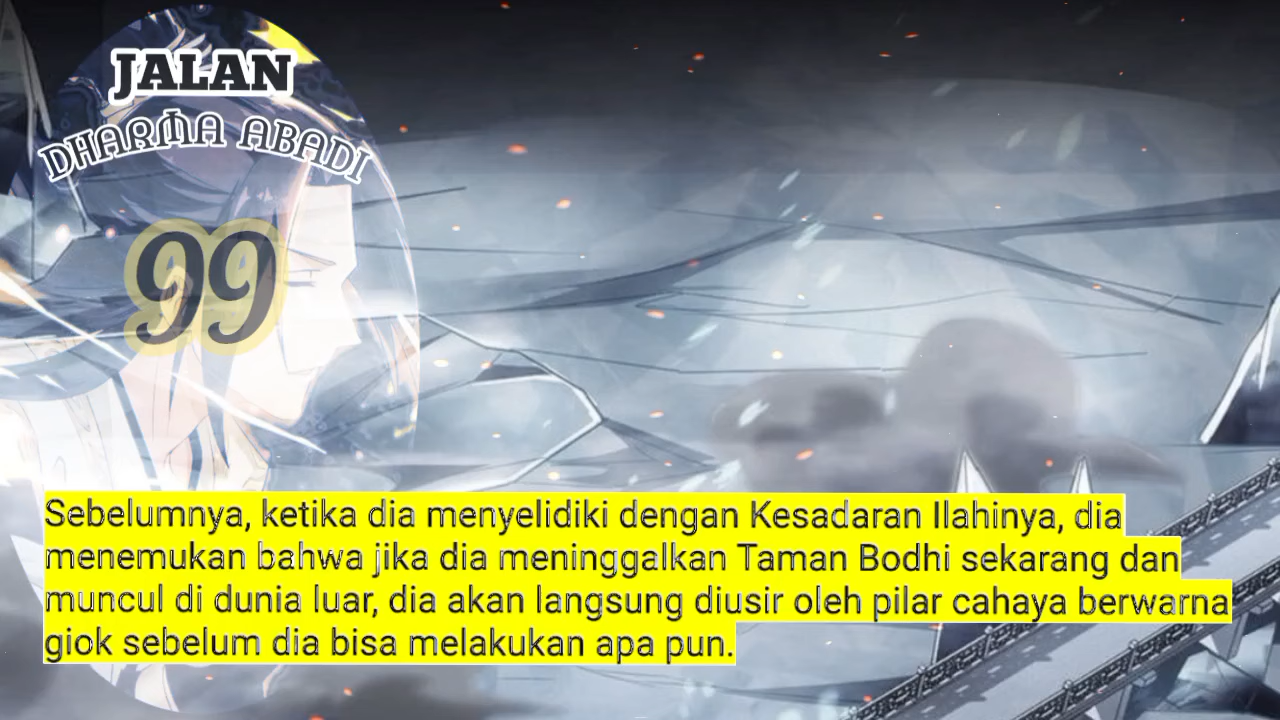 JALAN
DHARMA ABADI
99
Sebelumnya, ketika dia menyelidiki dengan Kesadaran Ilahinya, dia
menemukan bahwa jika dia meninggalkan Taman Bodhi sekarang dan
muncul di dunia luar, dia akan langsung diusir oleh pilar cahaya berwarna
giok sebelum dia bisa melakukan apa pun.